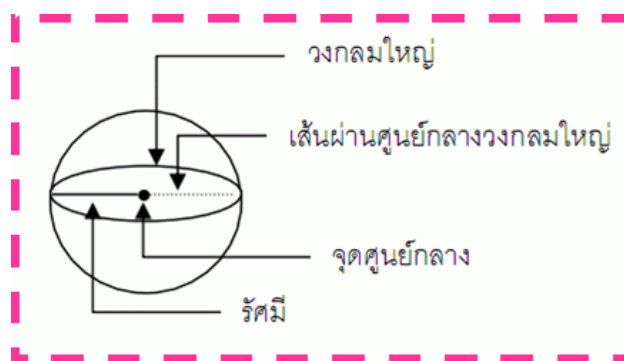 วงกลมใหญ่
เส้นผ่านศูนย์กลางวงกลมใหญ่
จุดศูนย์กลาง
รัศมี